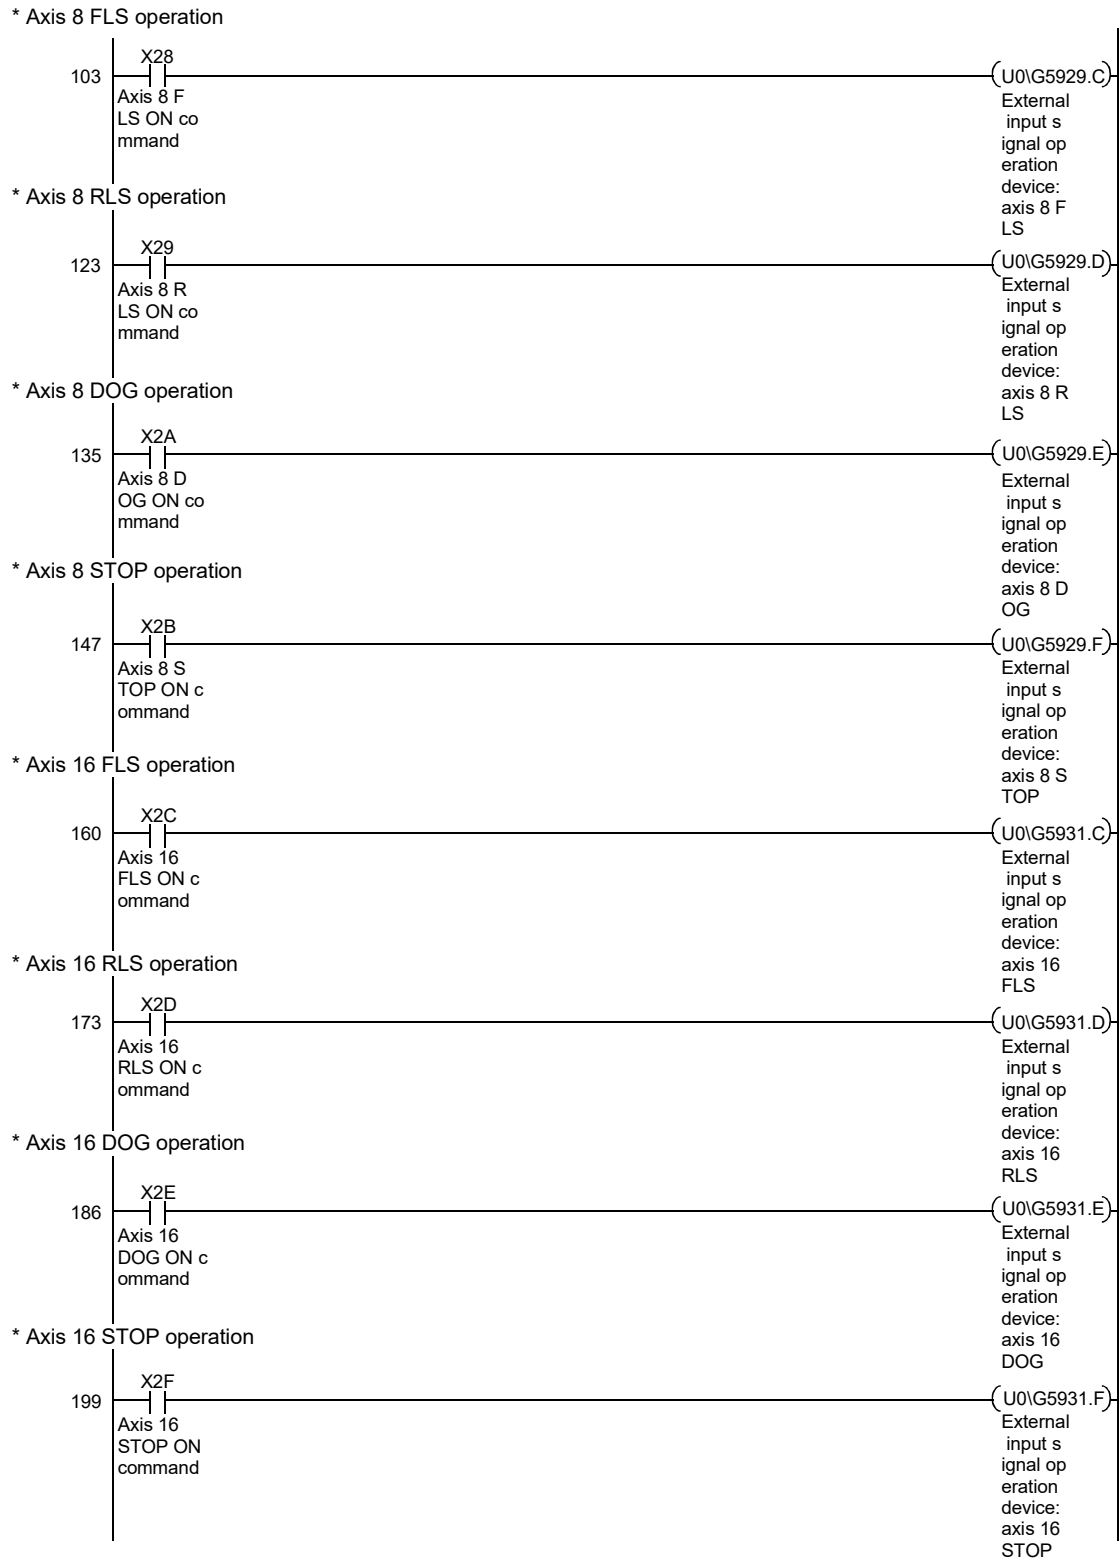 * Axis 8 FLS operation
X28
103
(U0\G5929.C)
Axis 8 F
LS ON co
mmand
External
input s
ignal op
eration
device:
axis 8 F
LS
* Axis 8 RLS operation
X29
123
(U0\G5929.D)
Axis 8 R
LS ON co
mmand
External
input s
ignal op
eration
device:
axis 8 R
LS
* Axis 8 DOG operation
X2A
135
(U0\G5929.E)
Axis 8 D
OG ON co
mmand
External
input s
ignal op
eration
device:
axis 8 D
OG
* Axis 8 STOP operation
X2B
147
(U0\G5929.F)
Axis 8 S
TOP ON c
ommand
External
input s
ignal op
eration
device:
axis 8 S
TOP
* Axis 16 FLS operation
X2C
160
(U0\G5931.C)
Axis 16
FLS ON c
ommand
External
input s
ignal op
eration
device:
axis 16
FLS
* Axis 16 RLS operation
X2D
173
(U0\G5931.D)
Axis 16
RLS ON c
ommand
External
input s
ignal op
eration
device:
axis 16
RLS
* Axis 16 DOG operation
X2E
186
(U0\G5931.E)
Axis 16
DOG ON c
ommand
External
input s
ignal op
eration
device:
axis 16
DOG
* Axis 16 STOP operation
X2F
199
(U0\G5931.F)
Axis 16
STOP ON
command
External
input s
ignal op
eration
device:
axis 16
STOP